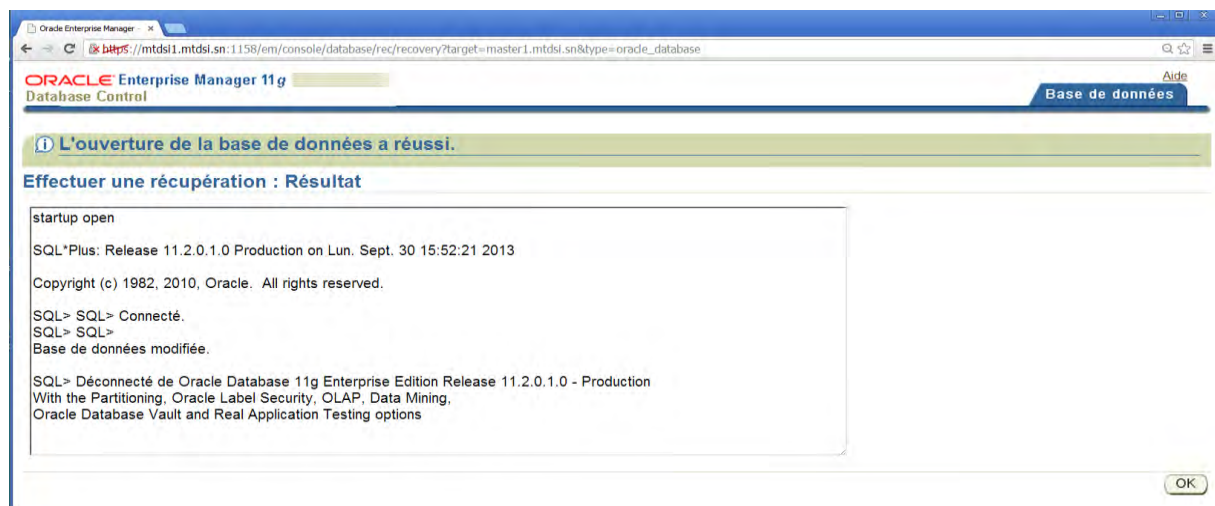 Oracle Enterprise Manager
https://mtdsi1.mtdsi.sn:1158/em/console/database/rec/recovery?target=master1.mtdsi.sn&type=oracle_database
ORACLE Enterprise Manager 11g
Database Control
Aide
Base de données
L'ouverture de la base de données a réussi.
Effectuer une récupération : Résultat
startup open
SQL*Plus: Release 11.2.0.1.0 Production on Lun. Sept. 30 15:52:21 2013
Copyright (c) 1982, 2010, Oracle. All rights reserved.
SQL> SQL> Connecté.
SQL> SQL>
Base de données modifiée.
SQL> Déconnecté de Oracle Database 11g Enterprise Edition Release 11.2.0.1.0 - Production
With the Partitioning, Oracle Label Security, OLAP, Data Mining,
Oracle Database Vault and Real Application Testing options
OK